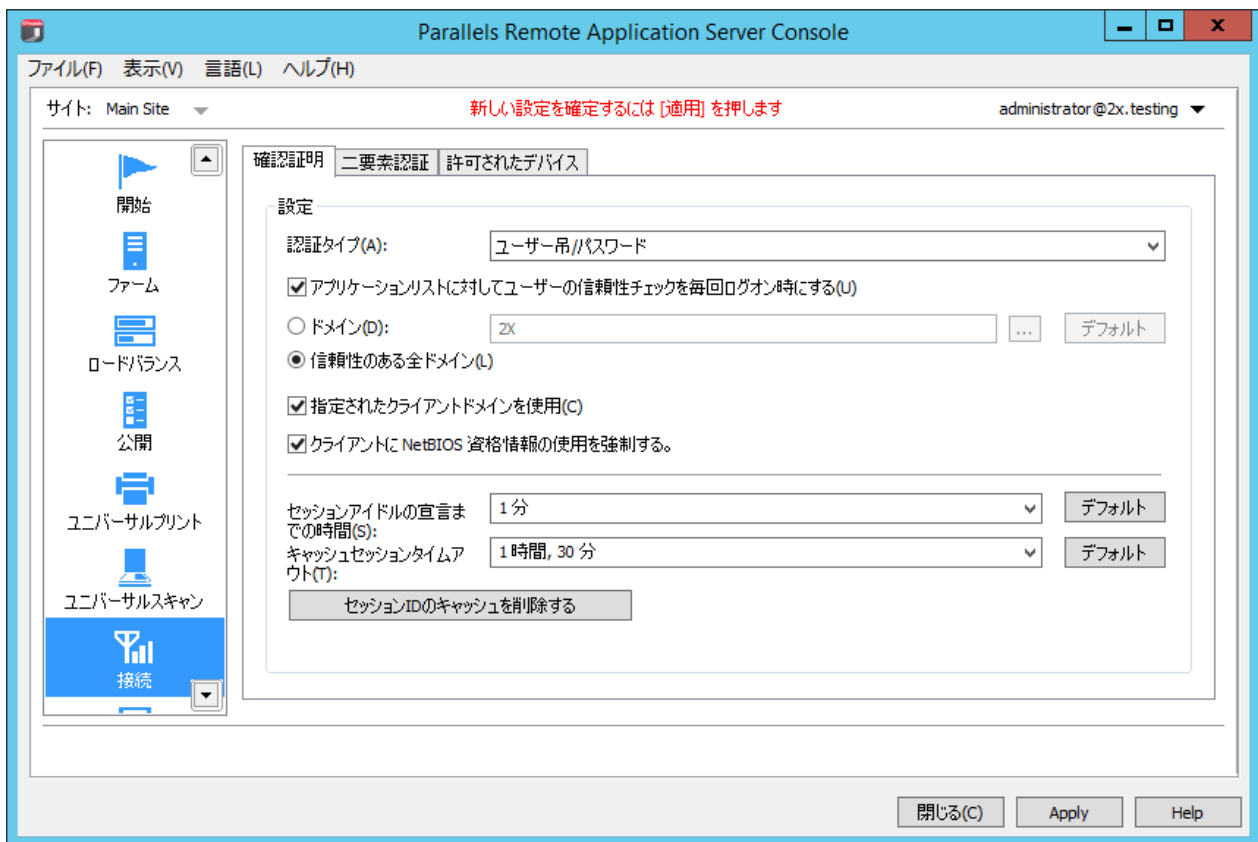 Parallels Remote Application Server Console
ファイル(F) 表示(V) 言語(L) ヘルプ(H)
サイト: Main Site
新しい設定を確定するには [適用] を押します
administrator@2x.testing
開始
ファーム
ロードバランス
公開
ユニバーサルプリント
ユニバーサルスキャン
接続
確認証明 二要素認証 許可されたデバイス
設定
認証タイプ(A): ユーザー吊/パスワード
アプリケーションリストに対してユーザーの信頼性チェックを毎回ログオン時にする(U)
ドメイン(D): 2X ... デフォルト
信頼性のある全ドメイン(L)
指定されたクライアントドメインを使用(C)
クライアントに NetBIOS 資格情報の使用を強制する。
セッションアイドルの宣言ま
での時間(S):
1 分 デフォルト
キャッシュセッションタイムア
ウト(T):
1 時間, 30 分 デフォルト
セッションIDのキャッシュを削除する
閉じる(C) Apply Help